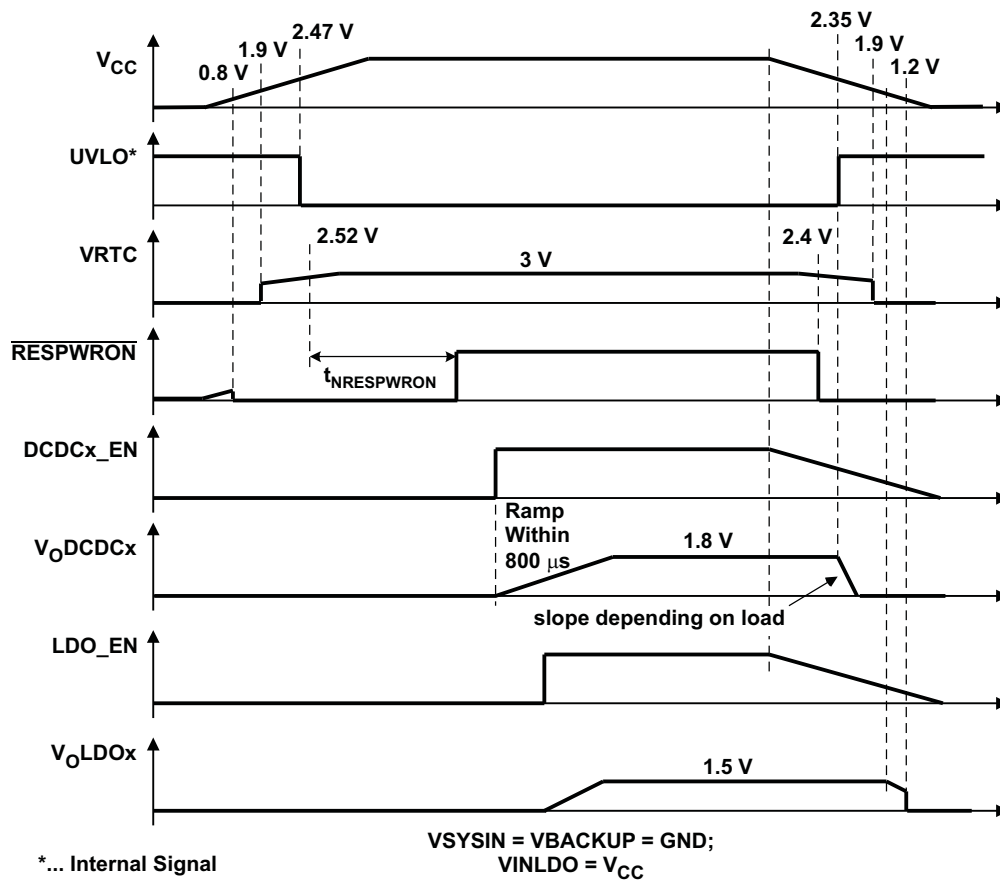 2.47 V
2.35 V
1.9 V
1.9 V
VCC
0.8 V
1.2 V
UVLO*
2.52 V
2.4 V
VRTC
3 V
RESPWRON
tNRESPWRON
DCDCx_EN
Ramp
Within
800 μs
VODCDCx
1.8 V
slope depending on load
LDO_EN
VOLDOx
1.5 V
VSYSIN = VBACKUP = GND;
VINLDO = VCC
*... Internal Signal